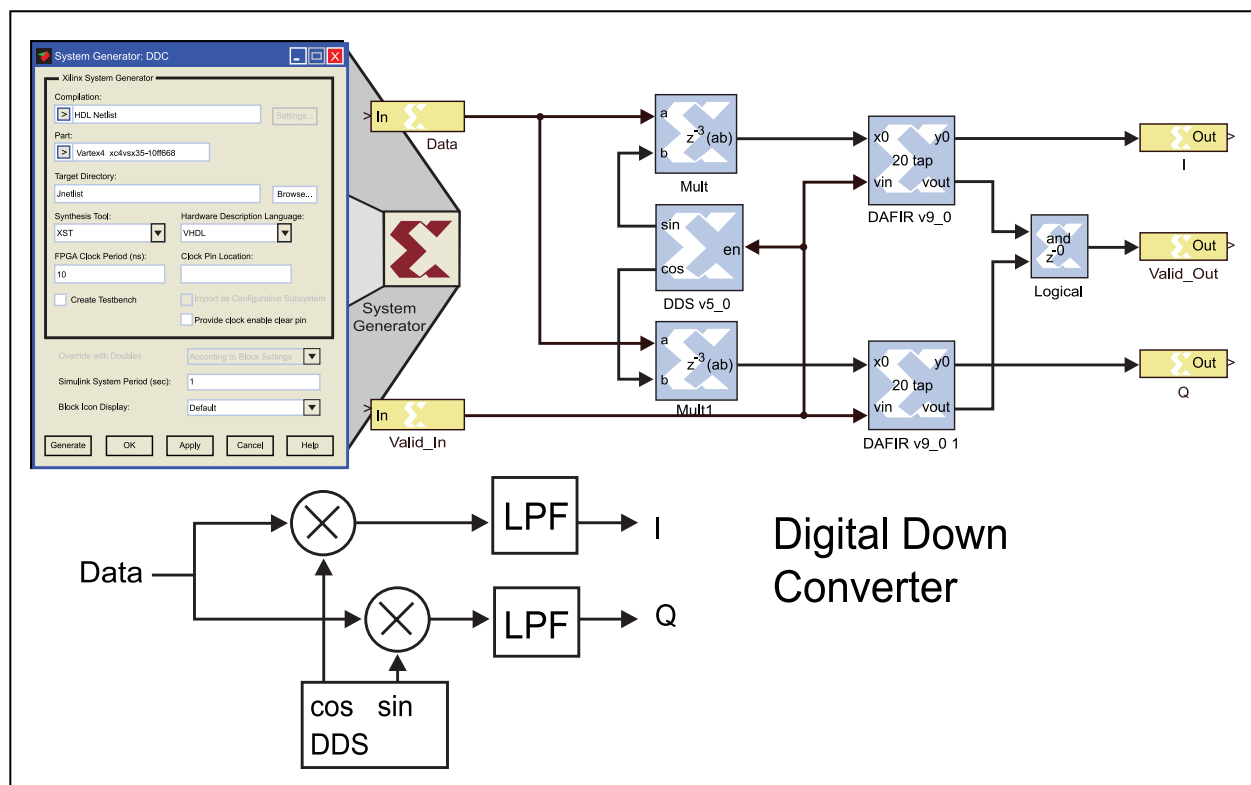 System Generator: DDC
Xilinx System Generator
Compilation:
> HDL Netlist
Settings...
Part:
> Vartex4 xc4vsx35-10ff668
Target Directory:
Jnetlist
Browse...
Synthesis Tool:
Hardware Description Language:
XST
VHDL
FPGA Clock Period (ns):
Clock Pin Location:
10
Create Testbench
Import as Configurative Subsystem
Provide clock enable clear pin
Override with Doubles
According to Block Settings
Simulink System Period (sec):
1
Block Icon Display:
Default
Generate
OK
Apply
Cancel
Help
System
Generator
> In
Data
> In
Valid_In
a
b
z-3 (ab)
Mult
sin
cos
en
DDS v5_0
a
b
z-3 (ab)
Mult1
x0
y0
20 tap
vin
vout
DAFIR v9_0
x0
y0
20 tap
vin
vout
DAFIR v9_0 1
and
z-0
Logical
Out >
I
Out >
Valid_Out
Out >
Q
Data
LPF
I
LPF
Q
cos sin
DDS
Digital Down
Converter